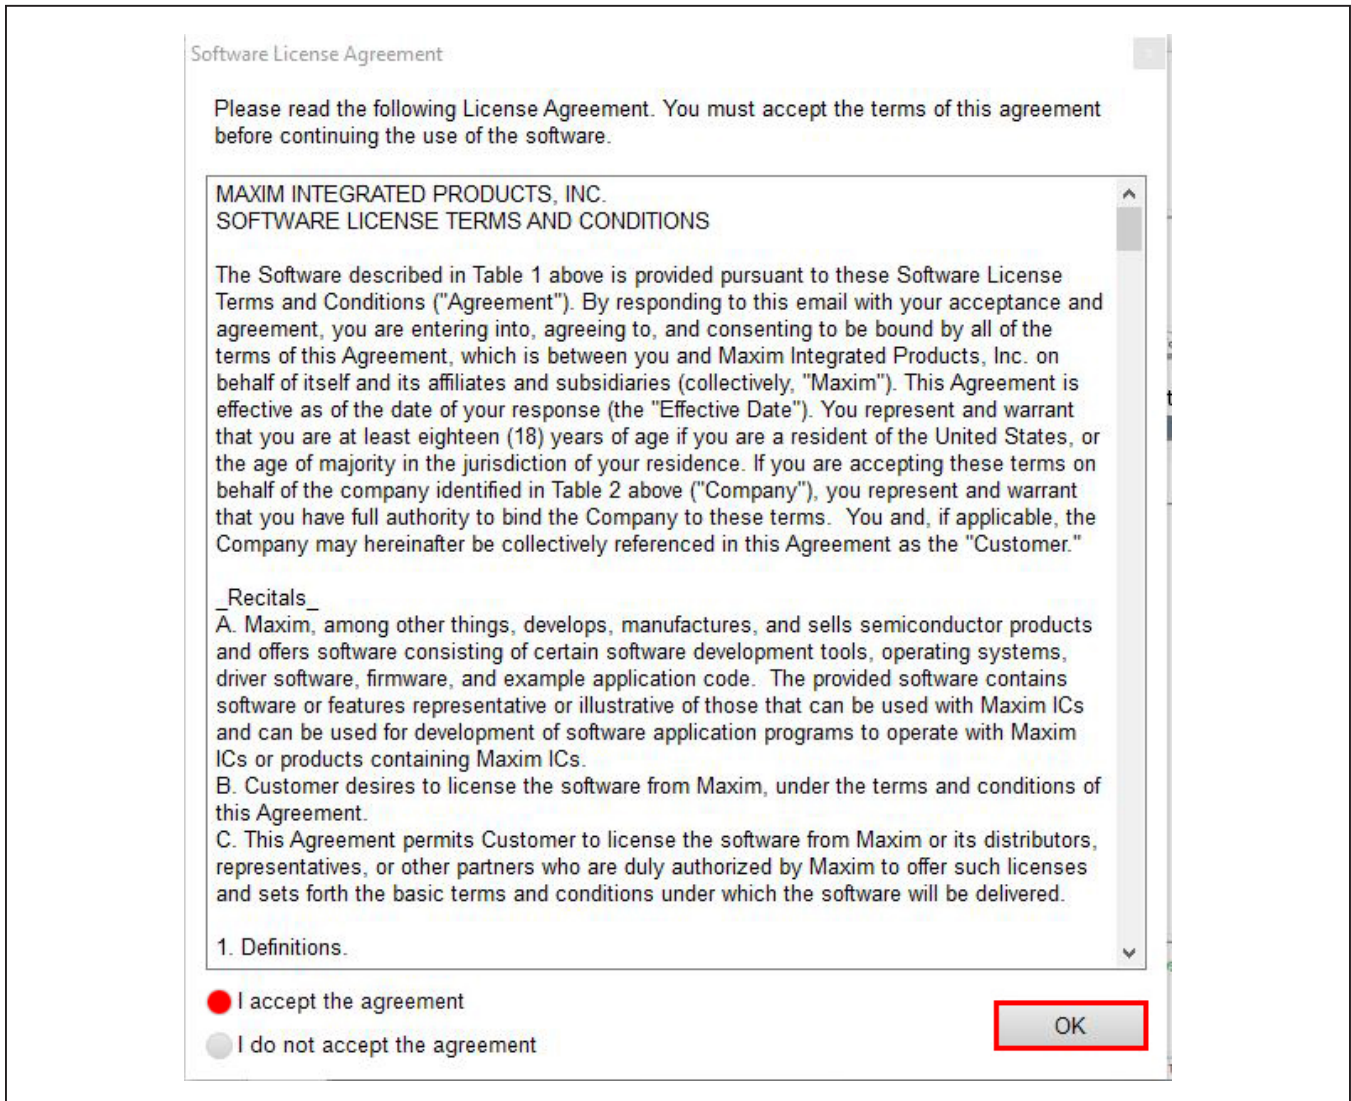 Software License Agreement
Please read the following License Agreement. You must accept the terms of this agreement
before continuing the use of the software.
MAXIM INTEGRATED PRODUCTS, INC.
SOFTWARE LICENSE TERMS AND CONDITIONS
The Software described in Table 1 above is provided pursuant to these Software License
Terms and Conditions ("Agreement"). By responding to this email with your acceptance and
agreement, you are entering into, agreeing to, and consenting to be bound by all of the
terms of this Agreement, which is between you and Maxim Integrated Products, Inc. on
behalf of itself and its affiliates and subsidiaries (collectively, "Maxim"). This Agreement is
effective as of the date of your response (the "Effective Date"). You represent and warrant
that you are at least eighteen (18) years of age if you are a resident of the United States, or
the age of majority in the jurisdiction of your residence. If you are accepting these terms on
behalf of the company identified in Table 2 above ("Company"), you represent and warrant
that you have full authority to bind the Company to these terms.  You and, if applicable, the
Company may hereinafter be collectively referenced in this Agreement as the "Customer."
_Recitals_
A. Maxim, among other things, develops, manufactures, and sells semiconductor products
and offers software consisting of certain software development tools, operating systems,
driver software, firmware, and example application code.  The provided software contains
software or features representative or illustrative of those that can be used with Maxim ICs
and can be used for development of software application programs to operate with Maxim
ICs or products containing Maxim ICs.
B. Customer desires to license the software from Maxim, under the terms and conditions of
this Agreement.
C. This Agreement permits Customer to license the software from Maxim or its distributors,
representatives, or other partners who are duly authorized by Maxim to offer such licenses
and sets forth the basic terms and conditions under which the software will be delivered.
1. Definitions.
I accept the agreement
I do not accept the agreement
OK